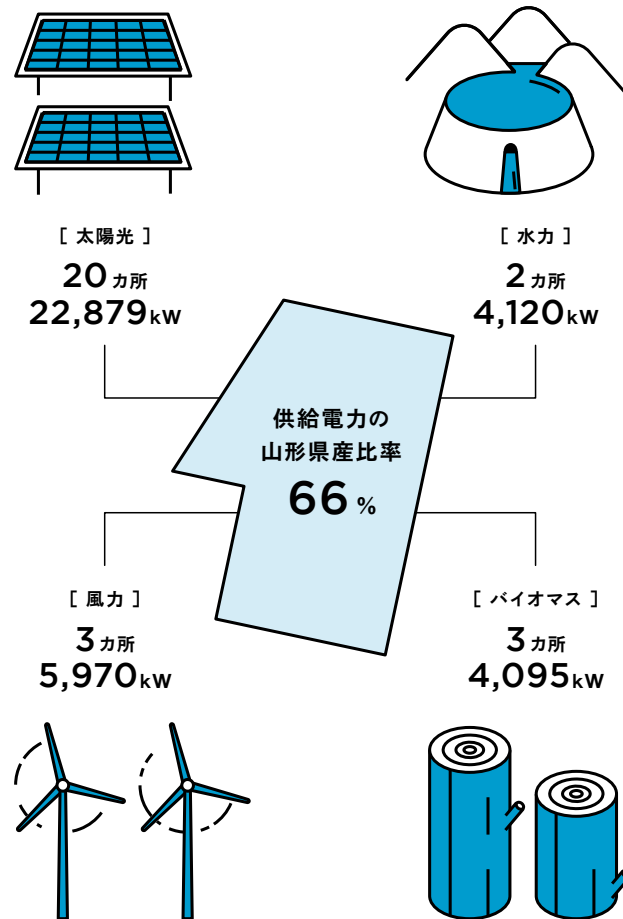 [ 太陽光 ]
20 カ所
22,879kW
[ 水力 ]
2 カ所
4,120kW
供給電力の
山形県産比率
66 %
[ 風力 ]
3 カ所
5,970kW
[ バイオマス ]
3 カ所
4,095kW